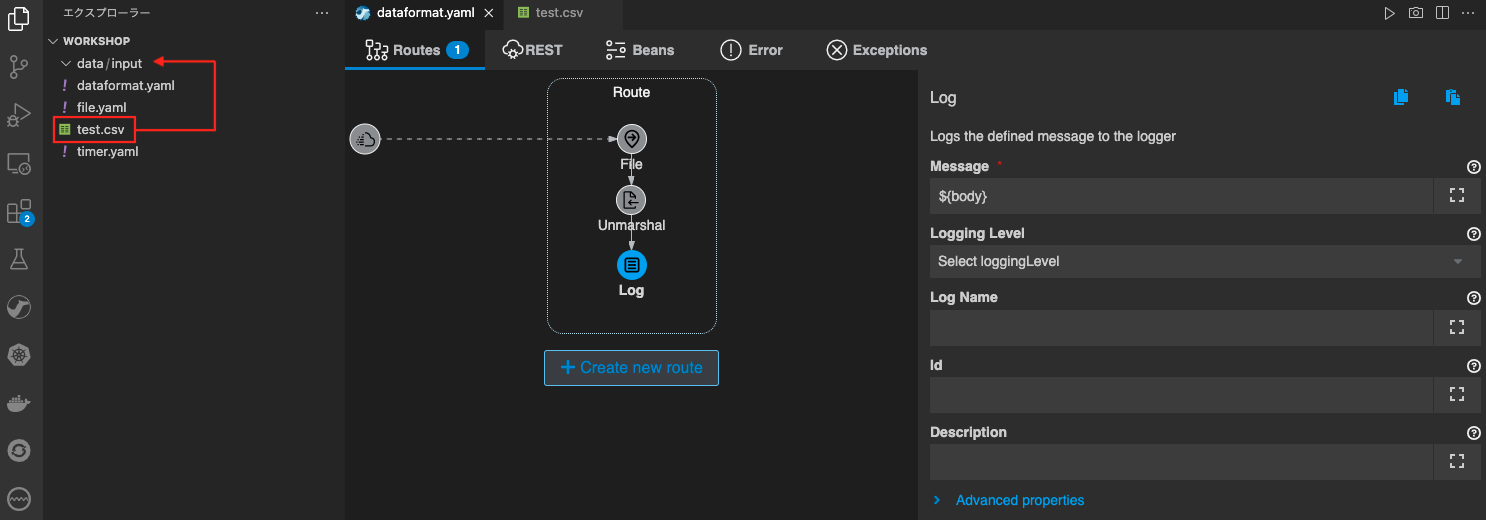 エクスプローラー
WORKSHOP
data/input
! dataformat.yaml
! file.yaml
test.csv
! timer.yaml
2
dataformat.yaml
test.csv
Routes 1
REST
Beans
Error
Exceptions
Route
File
Unmarshal
Log
+ Create new route
Log
Logs the defined message to the logger
Message *
${body}
Logging Level
Select loggingLevel
Log Name
Id
Description
Advanced properties